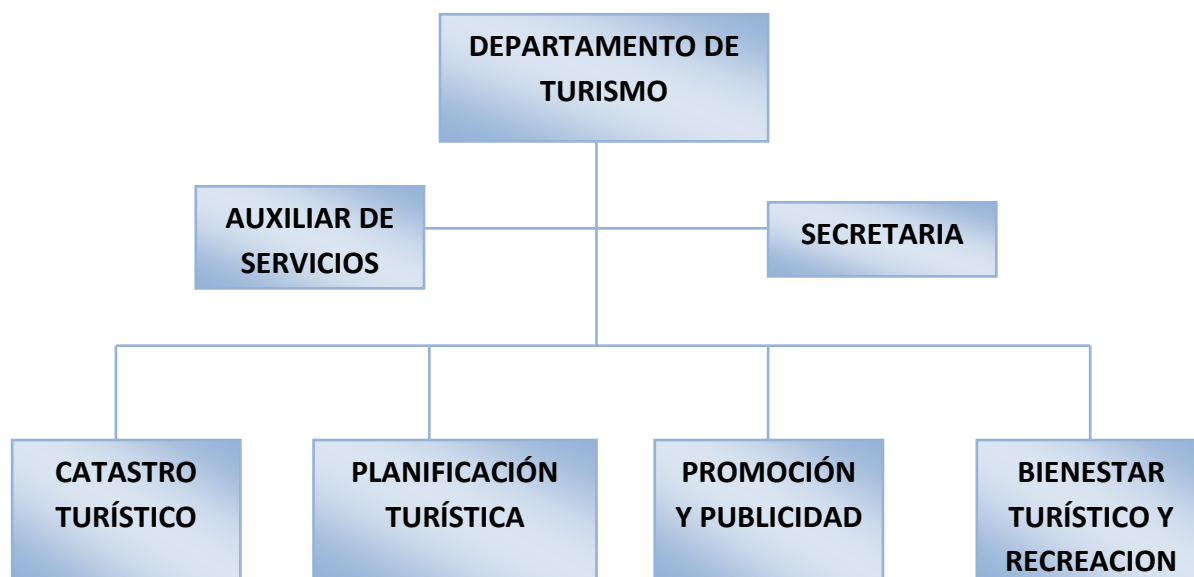 DEPARTAMENTO DE
TURISMO
AUXILIAR DE
SERVICIOS
SECRETARIA
CATASTRO
TURÍSTICO
PLANIFICACIÓN
TURÍSTICA
PROMOCIÓN
Y PUBLICIDAD
BIENESTAR
TURÍSTICO Y
RECREACION